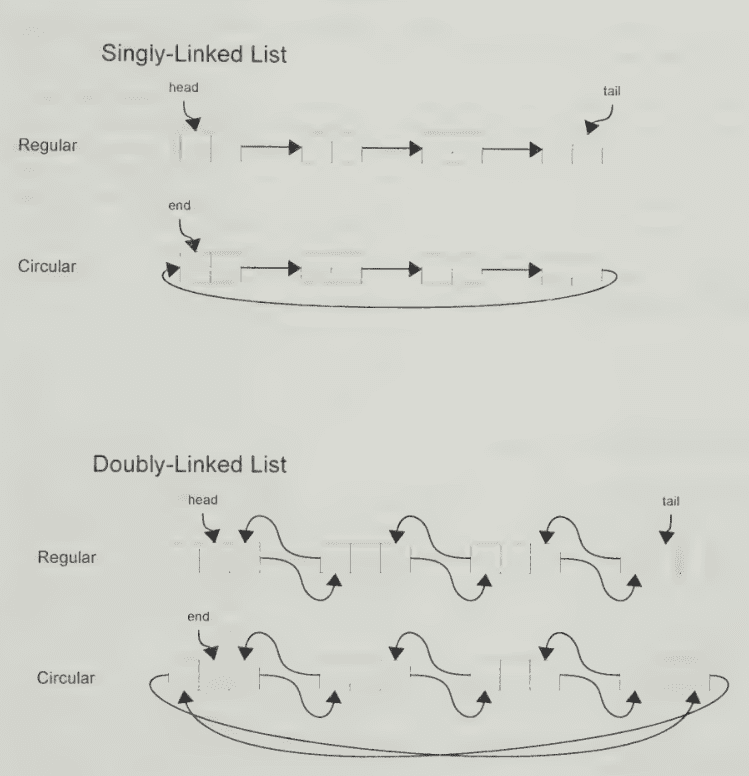 Singly-Linked List
head
tail
Regular
end
Circular
Doubly-Linked List
head
tail
Regular
end
Circular